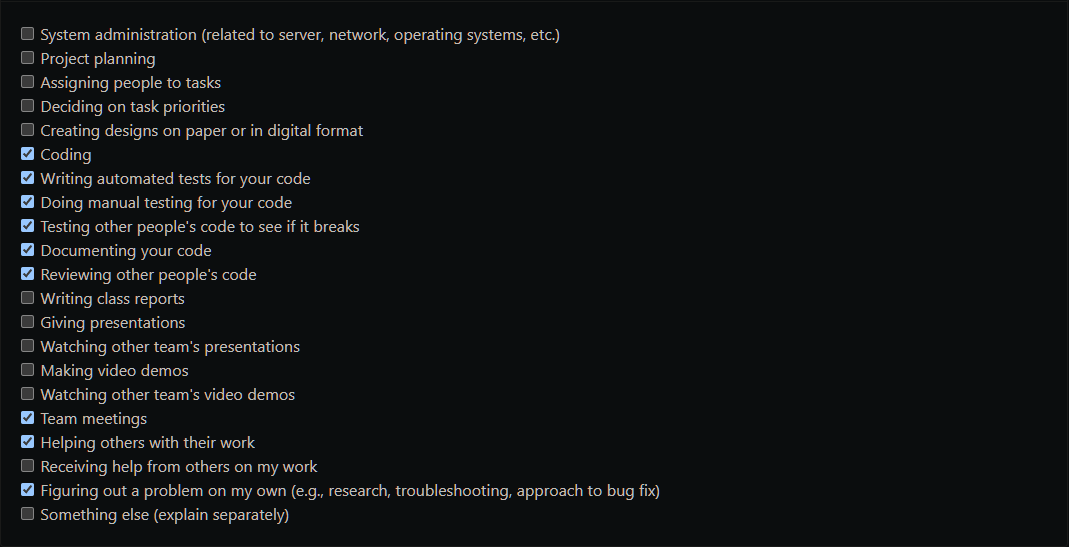 System administration (related to server, network, operating systems, etc.)
Project planning
Assigning people to tasks
Deciding on task priorities
Creating designs on paper or in digital format
Coding
Writing automated tests for your code
Doing manual testing for your code
Testing other people's code to see if it breaks
Documenting your code
Reviewing other people's code
Writing class reports
Giving presentations
Watching other team's presentations
Making video demos
Watching other team's video demos
Team meetings
Helping others with their work
Receiving help from others on my work
Figuring out a problem on my own (e.g., research, troubleshooting, approach to bug fix)
Something else (explain separately)